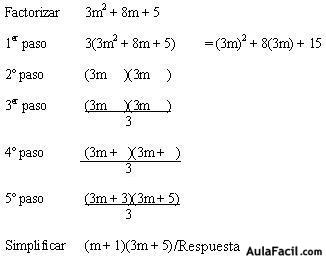 Factorizar 3m² + 8m + 5
1er paso 3(3m² + 8m + 5) = (3m)² + 8(3m) + 15
2º paso (3m )(3m )
3er paso (3m )(3m )
3
4º paso (3m + )(3m + )
3
5º paso (3m + 3)(3m + 5)
3
Simplificar (m + 1)(3m + 5)/Respuesta
AulaFacil.com